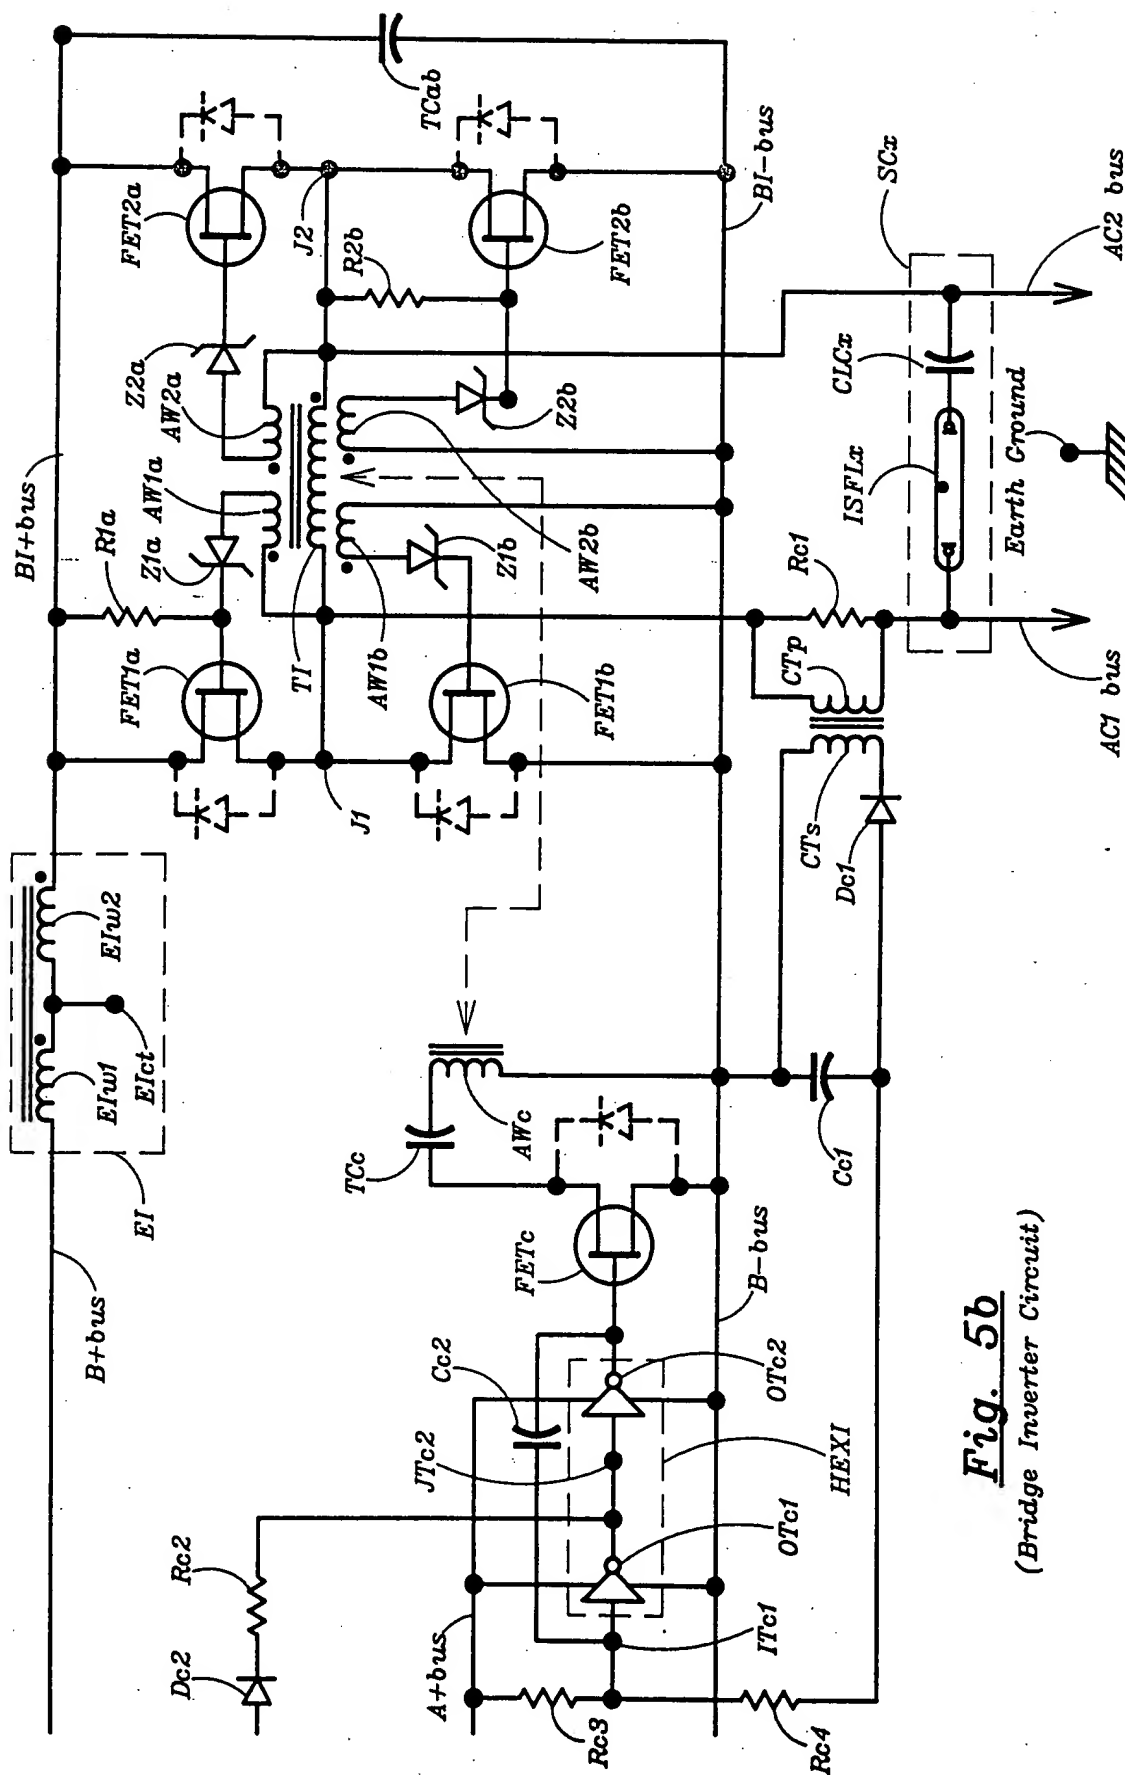 B+bus
EI
EIw1
EIct
EIw2
BI+bus
R1a
Z1a
AW1a
AW2a
Z2a
FET2a
FET1a
TI
J2
R2b
TCab
J1
AW1b
FET1b
Z1b
AW2b
Z2b
FET2b
BI-bus
Dc2
Rc2
A+bus
JTc2
Cc2
FETc
TCc
AWc
B-bus
Rc3
ITc1
OTc1
HEXI
OTc2
Rc4
Cc1
Dc1
CTs
CTp
Rc1
ISFLx
CLCx
SCx
Earth Ground
AC1 bus
AC2 bus
Fig. 5b
(Bridge Inverter Circuit)